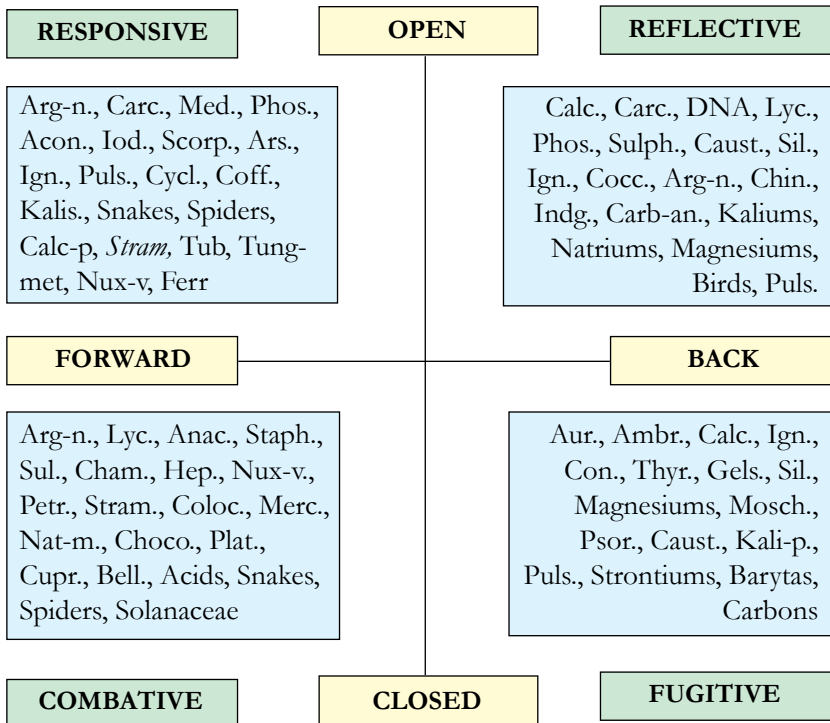 RESPONSIVE
OPEN
REFLECTIVE
Arg-n., Carc., Med., Phos.,
Acon., Iod., Scorp., Ars.,
Ign., Puls., Cycl., Coff.,
Kalis., Snakes, Spiders,
Calc-p, Stram, Tub, Tung-
met, Nux-v, Ferr
Calc., Carc., DNA, Lyc.,
Phos., Sulph., Caust., Sil.,
Ign., Cocc., Arg-n., Chin.,
Indg., Carb-an., Kaliums,
Natriums, Magnesiums,
Birds, Puls.
FORWARD
BACK
Arg-n., Lyc., Anac., Staph.,
Sul., Cham., Hep., Nux-v.,
Petr., Stram., Coloc., Merc.,
Nat-m., Choco., Plat.,
Cupr., Bell., Acids, Snakes,
Spiders, Solanaceae
Aur., Ambr., Calc., Ign.,
Con., Thyr., Gels., Sil.,
Magnesiums, Mosch.,
Psor., Caust., Kali-p.,
Puls., Strontiums, Barytas,
Carbons
COMBATIVE
CLOSED
FUGITIVE